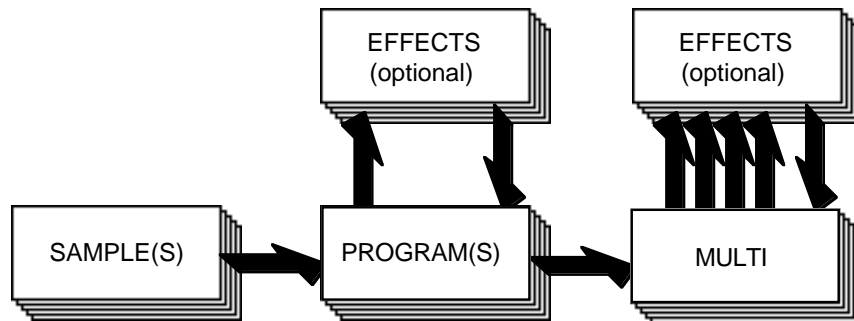 EFFECTS
(optional)
EFFECTS
(optional)
SAMPLE(S)
PROGRAM(S)
MULTI